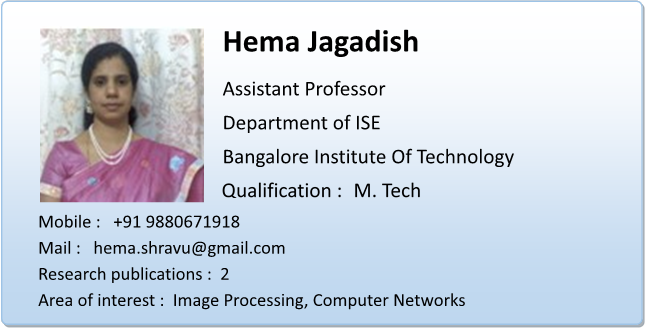 Hema Jagadish
Assistant Professor
Department of ISE
Bangalore Institute Of Technology
Qualification :  M. Tech
Mobile :   +91 9880671918
Mail :   hema.shravu@gmail.com
Research publications :  2
Area of interest :  Image Processing, Computer Networks